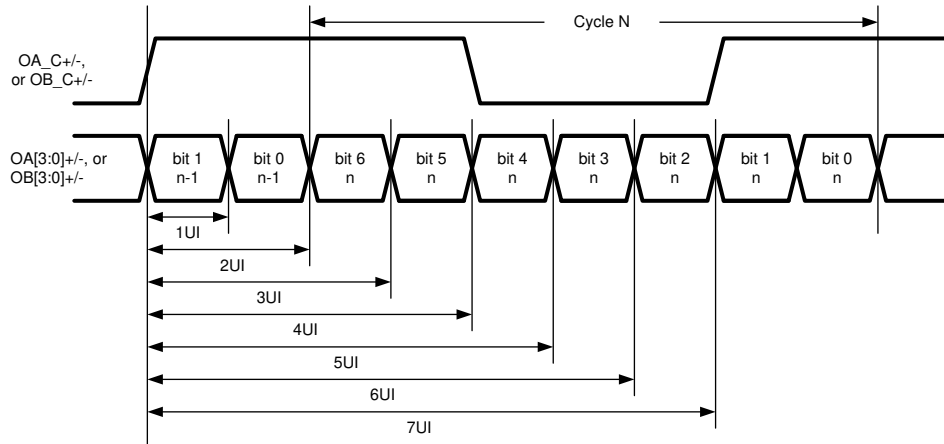 Cycle N
OA_C+/-,
or OB_C+/-
OA[3:0]+/-, or
OB[3:0]+/-
bit 1
n-1
bit 0
n-1
bit 6
n
bit 5
n
bit 4
n
bit 3
n
bit 2
n
bit 1
n
bit 0
n
1UI
2UI
3UI
4UI
5UI
6UI
7UI